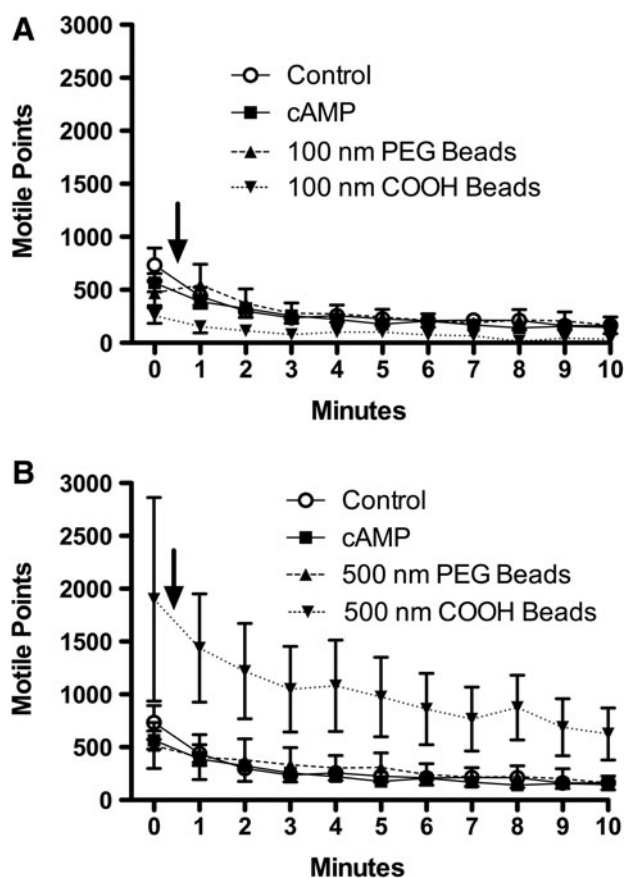 A
Motile Points
3000
2500
2000
1500
1000
500
0
Control
cAMP
100 nm PEG Beads
100 nm COOH Beads
0 1 2 3 4 5 6 7 8 9 10
Minutes
B
Motile Points
3000
2500
2000
1500
1000
500
0
Control
cAMP
500 nm PEG Beads
500 nm COOH Beads
0 1 2 3 4 5 6 7 8 9 10
Minutes